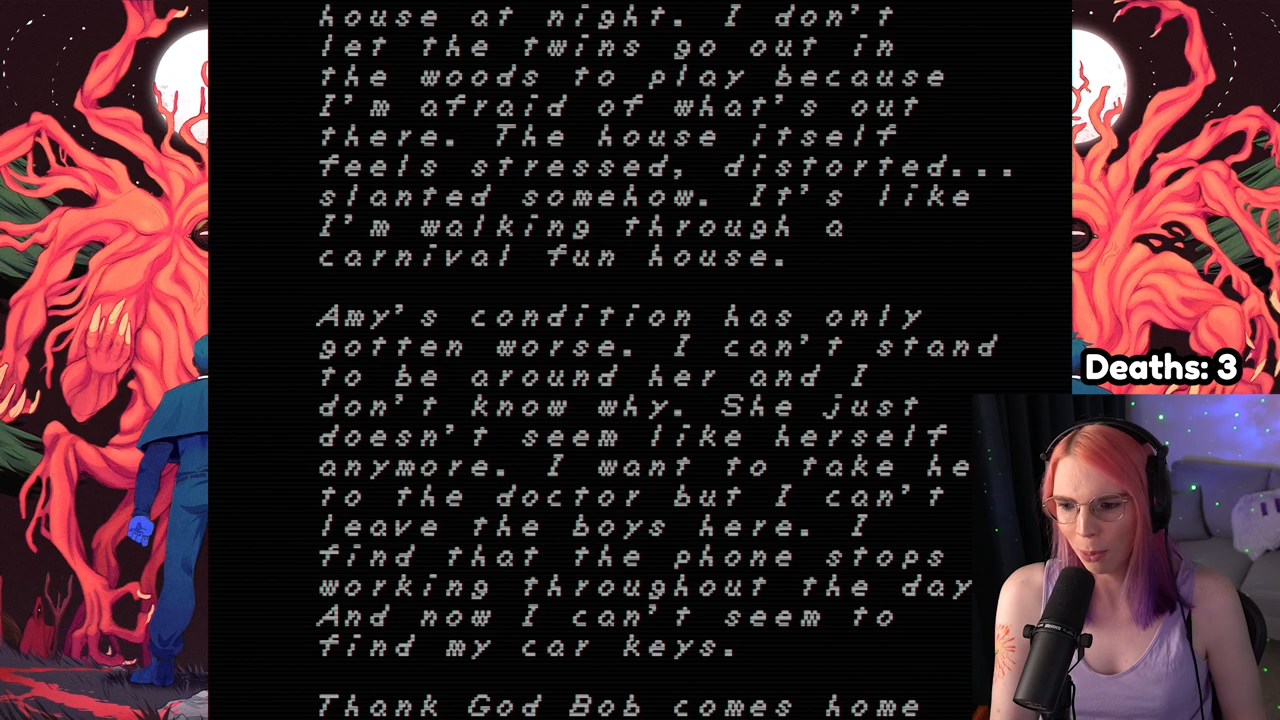 house at night. I don't
let the twins go out in
the woods to play because
I'm afraid of what's out
there. The house itself
feels stressed, distorted...
slanted somehow. It's like
I'm walking through a
carnival fun house.
Amy's condition has only
gotten worse. I can't stand
to be around her and I
don't know why. She just
doesn't seem like herself
anymore. I want to take he
to the doctor but I can't
leave the boys here. I
find that the phone stops
working throughout the day
And now I can't seem to
find my car keys.
Thank God Bob comes home
Deaths: 3